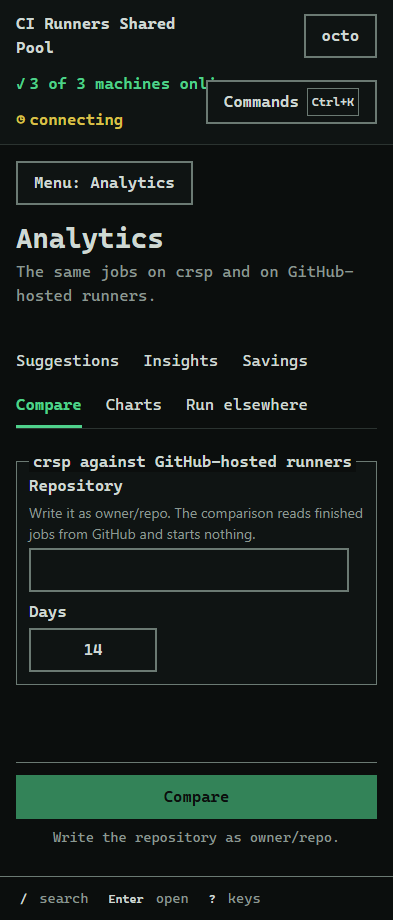 CI Runners Shared
Pool
octo
√ 3 of 3 machines
connecting
Commands Ctrl+K
Menu: Analytics
Analytics
The same jobs on crsp and on GitHub-
hosted runners.
Suggestions Insights Savings
Compare Charts Run elsewhere
crsp against GitHub-hosted runners
Repository
Write it as owner/repo. The comparison reads finished
jobs from GitHub and starts nothing.
Days
14
Compare
Write the repository as owner/repo.
/ search Enter open ? keys